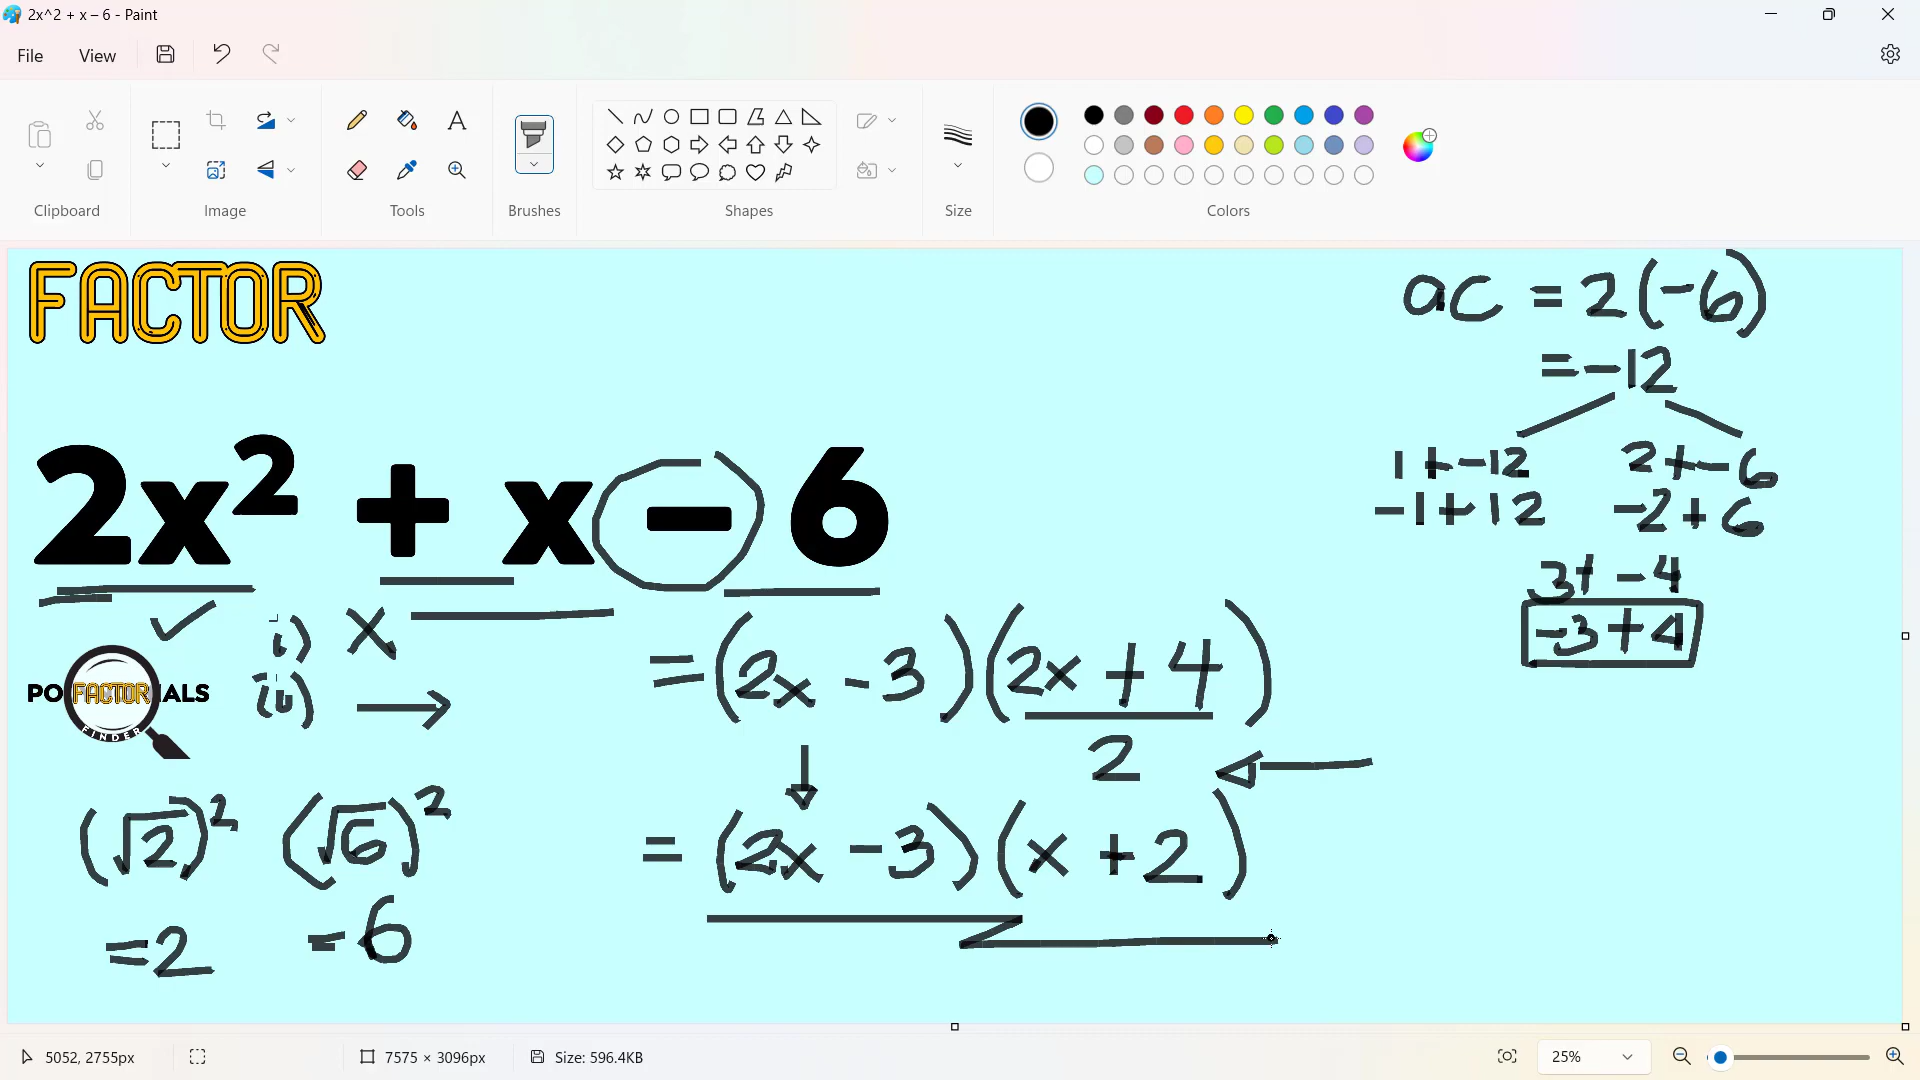 2x^2 + x – 6 - Paint
File View
Clipboard Image Tools Brushes Shapes Size Colors
FACTOR
ac = 2(-6)
= -12
1 + -12 2 + -6
-1 + 12 -2 + 6
3 + -4
-3 + 4
2x² + x - 6
i) x
ii) →
POLYFACTORIALS
FINDER
= (2x - 3)(2x + 4)
2
= (2x - 3)(x + 2)
(√2)² (√6)²
= 2 = 6
5052, 2755px 7575 × 3096px Size: 596.4KB 25%